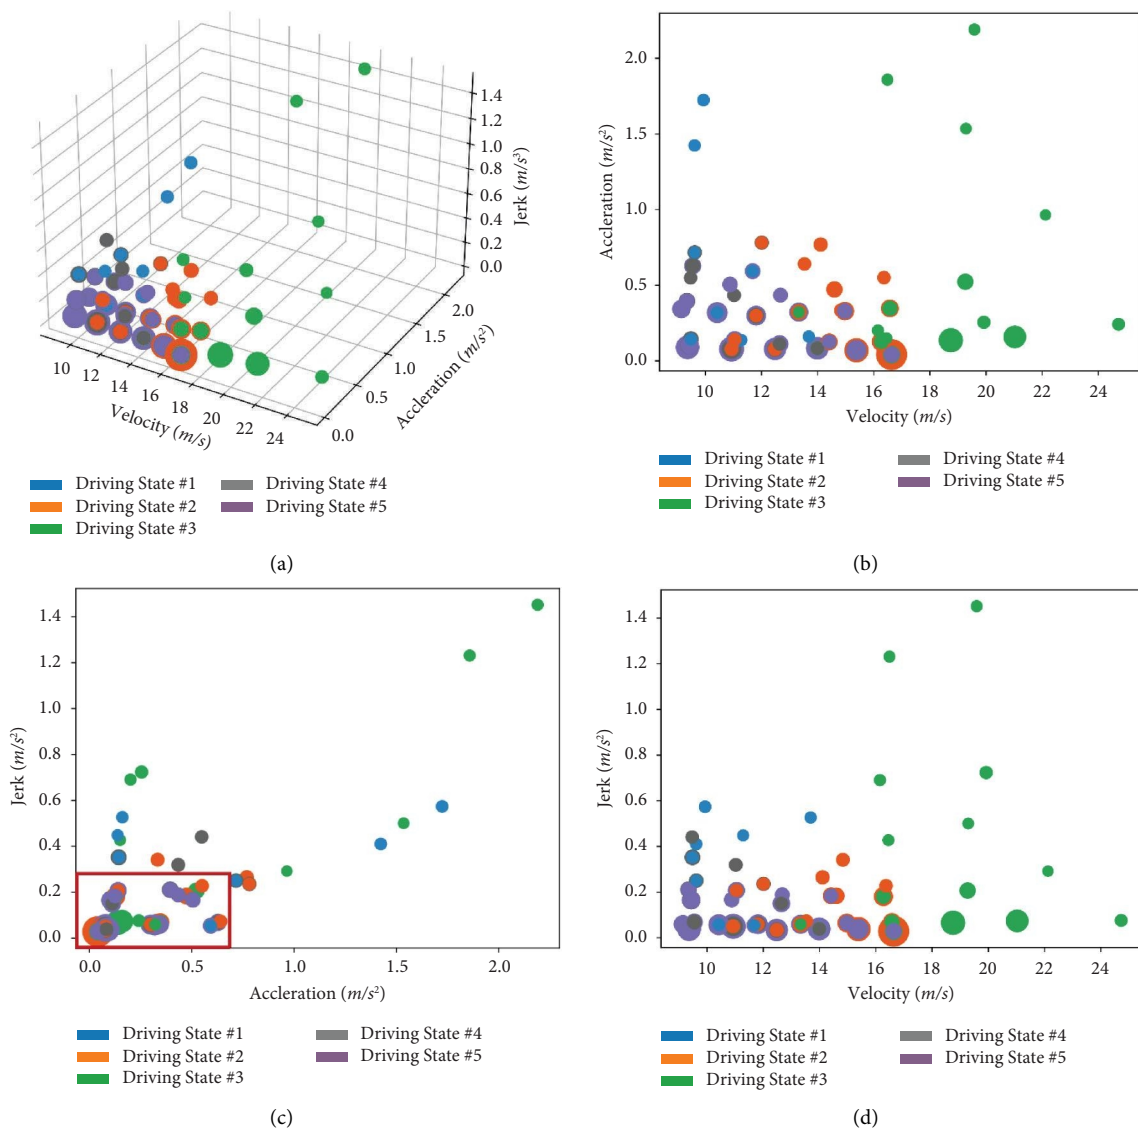 1.4
1.2
1.0
0.8
0.6
0.4
0.2
0.0
Jerk (m/s³)
2.0
1.5
1.0
0.5
0.0
Accleration (m/s²)
10
12
14
16
18
20
22
24
Velocity (m/s)
Driving State #1
Driving State #2
Driving State #3
Driving State #4
Driving State #5
(a)
2.0
1.5
1.0
0.5
0.0
Accleration (m/s²)
10 12 14 16 18 20 22 24
Velocity (m/s)
Driving State #1
Driving State #2
Driving State #3
Driving State #4
Driving State #5
(b)
1.4
1.2
1.0
0.8
0.6
0.4
0.2
0.0
Jerk (m/s²)
0.0 0.5 1.0 1.5 2.0
Accleration (m/s²)
Driving State #1
Driving State #2
Driving State #3
Driving State #4
Driving State #5
(c)
1.4
1.2
1.0
0.8
0.6
0.4
0.2
0.0
Jerk (m/s²)
10 12 14 16 18 20 22 24
Velocity (m/s)
Driving State #1
Driving State #2
Driving State #3
Driving State #4
Driving State #5
(d)